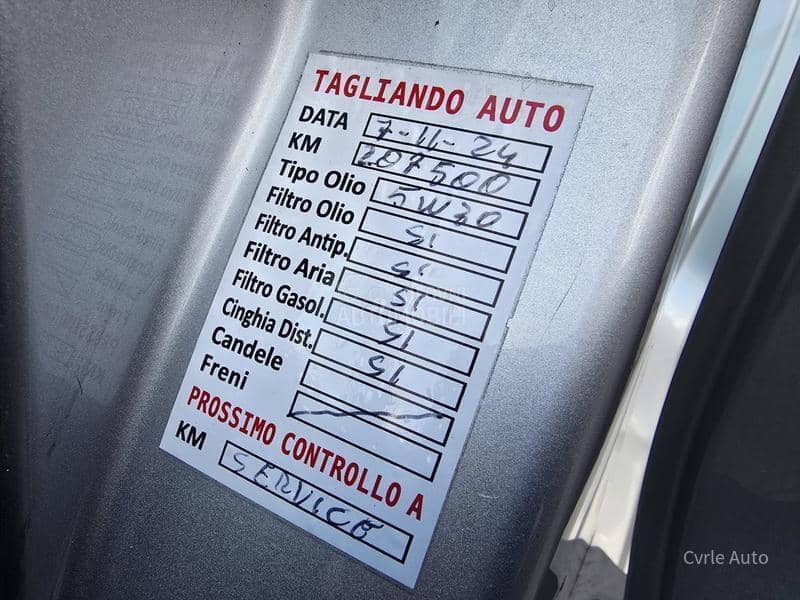 TAGLIANDO AUTO
DATA 7-11-24
KM 207500
Tipo Olio 5W30
Filtro Olio SI
Filtro Antip. SI
Filtro Aria SI
Filtro Gasol. SI
Cinghia Dist. SI
Candele
Freni
PROSSIMO CONTROLLO A
KM SERVICE
Cvrle Auto